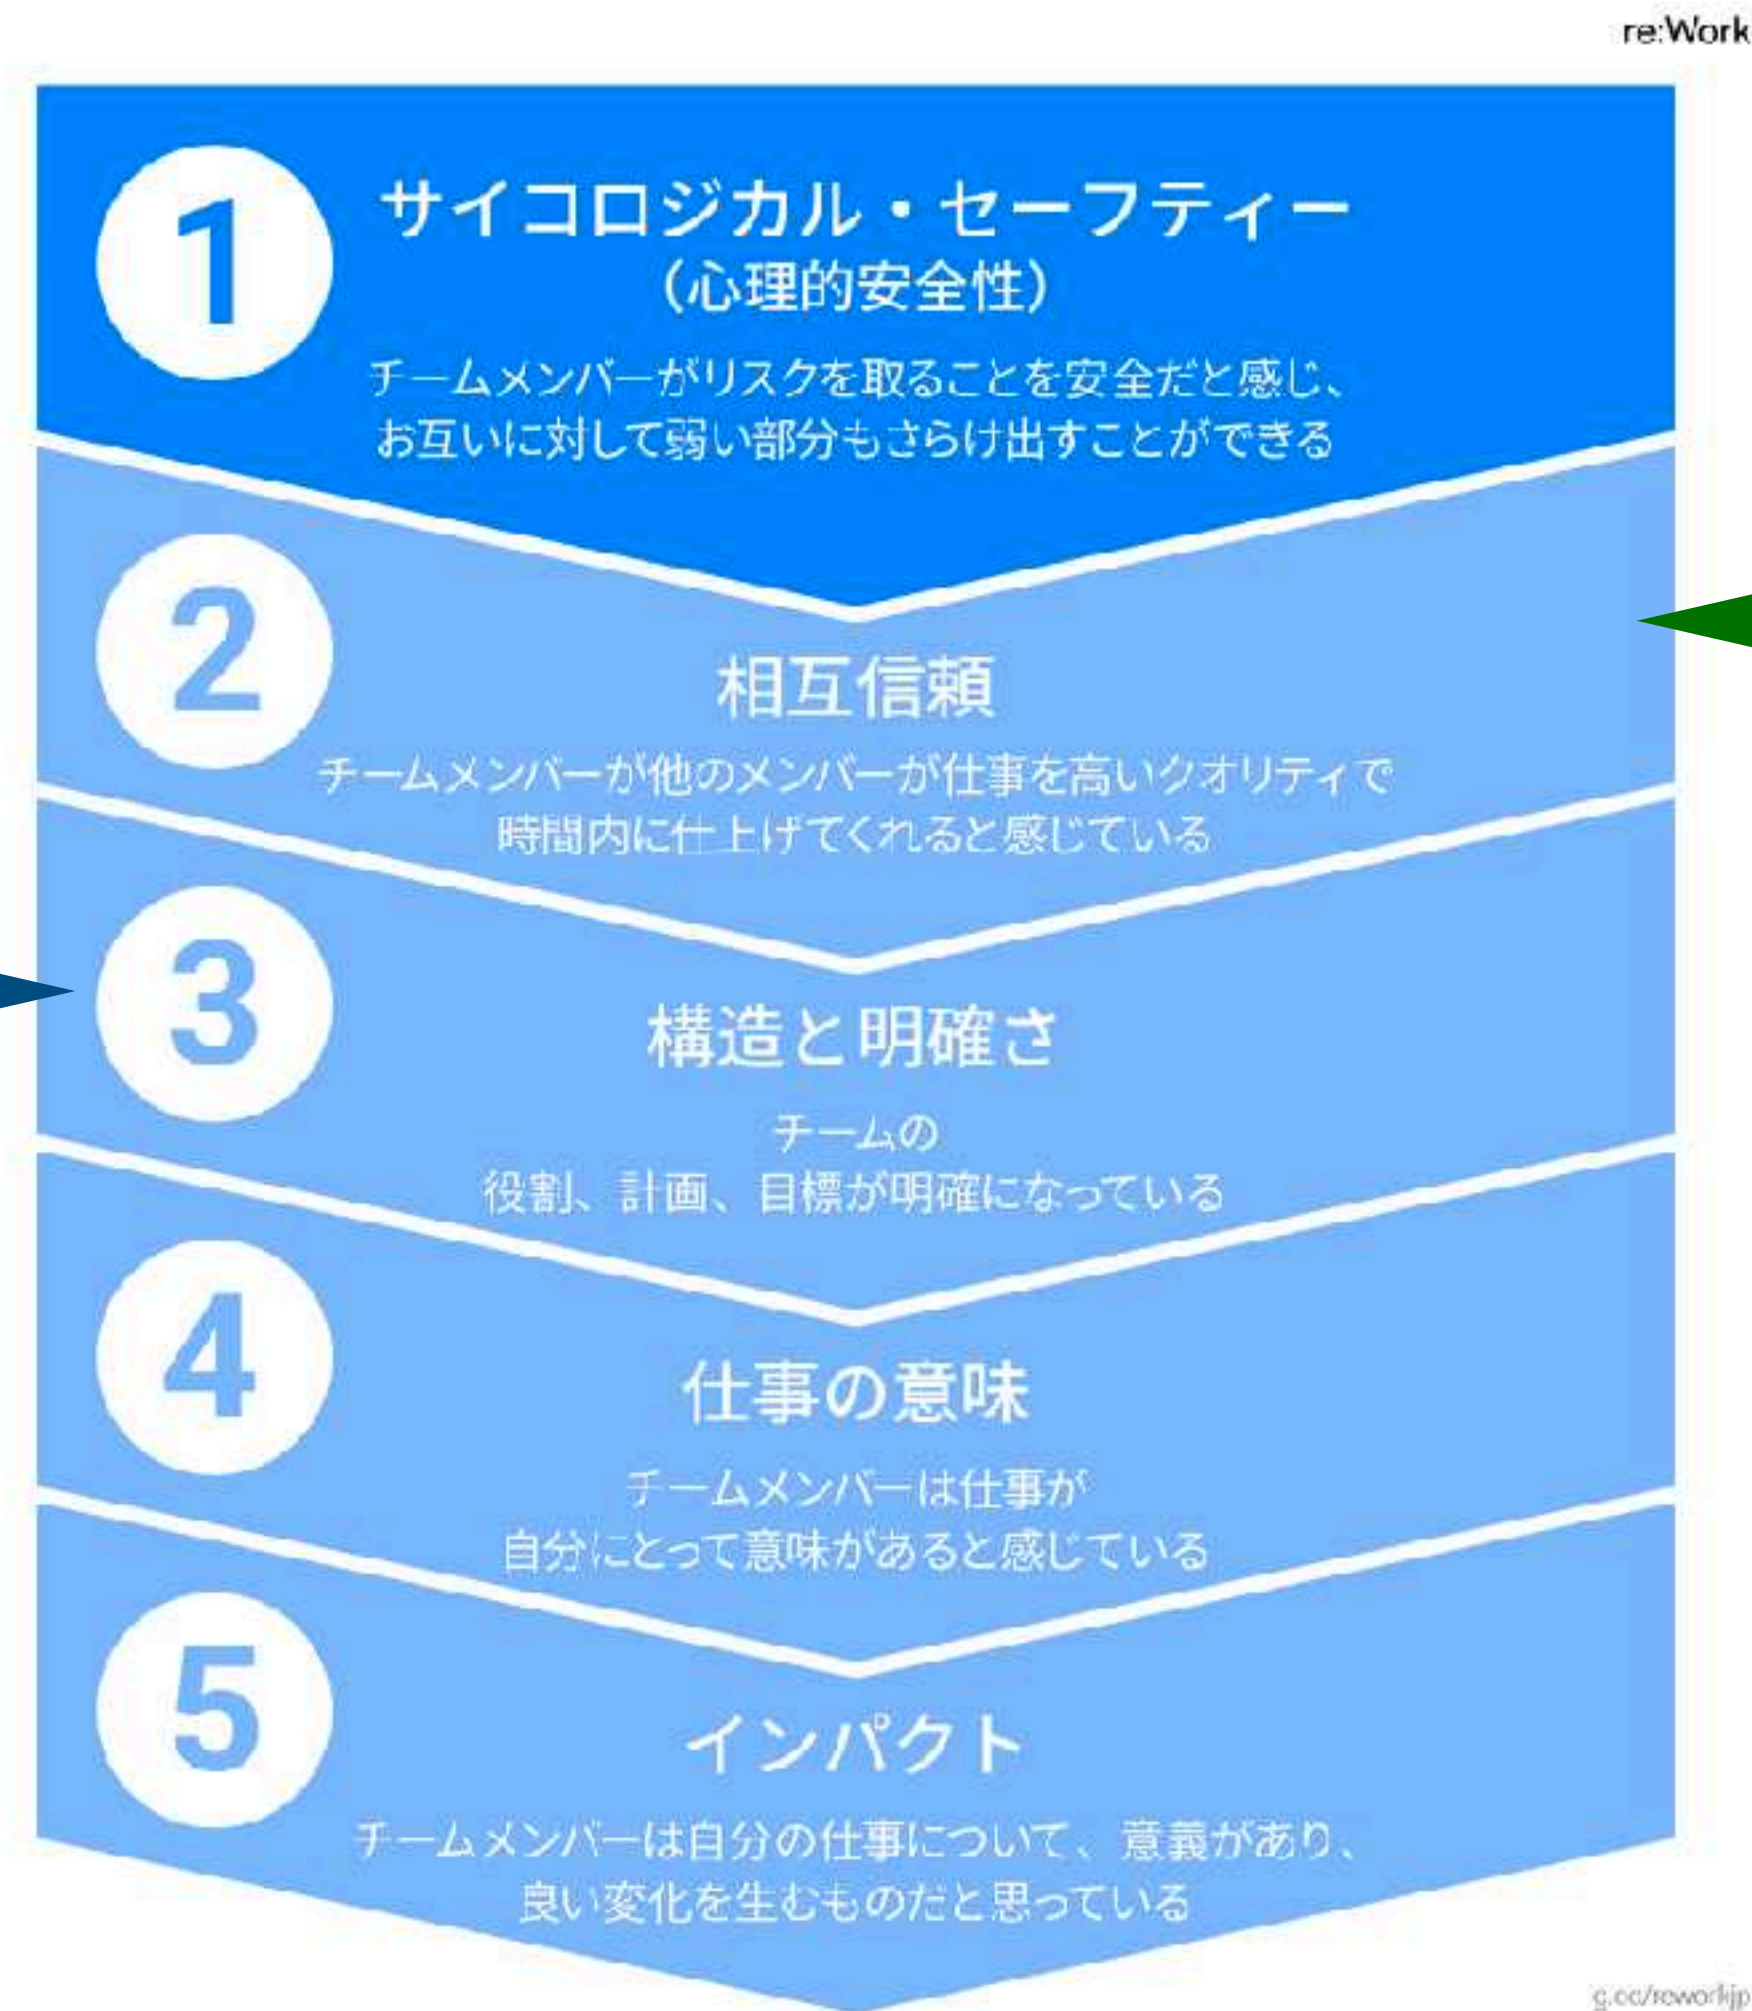 re:Work
1
サイコロジカル・セーフティー
(心理的安全性)
チームメンバーがリスクを取ることを安全だと感じ、
お互いに対して弱い部分もさらけ出すことができる
2
相互信頼
チームメンバーが他のメンバーが仕事を高いクオリティで
時間内に仕上げてくれると感じている
3
構造と明確さ
チームの
役割、計画、目標が明確になっている
4
仕事の意味
チームメンバーは仕事が
自分にとって意味があると感じている
5
インパクト
チームメンバーは自分の仕事について、意義があり、
良い変化を生むものだと思っている
g.co/reworkjp